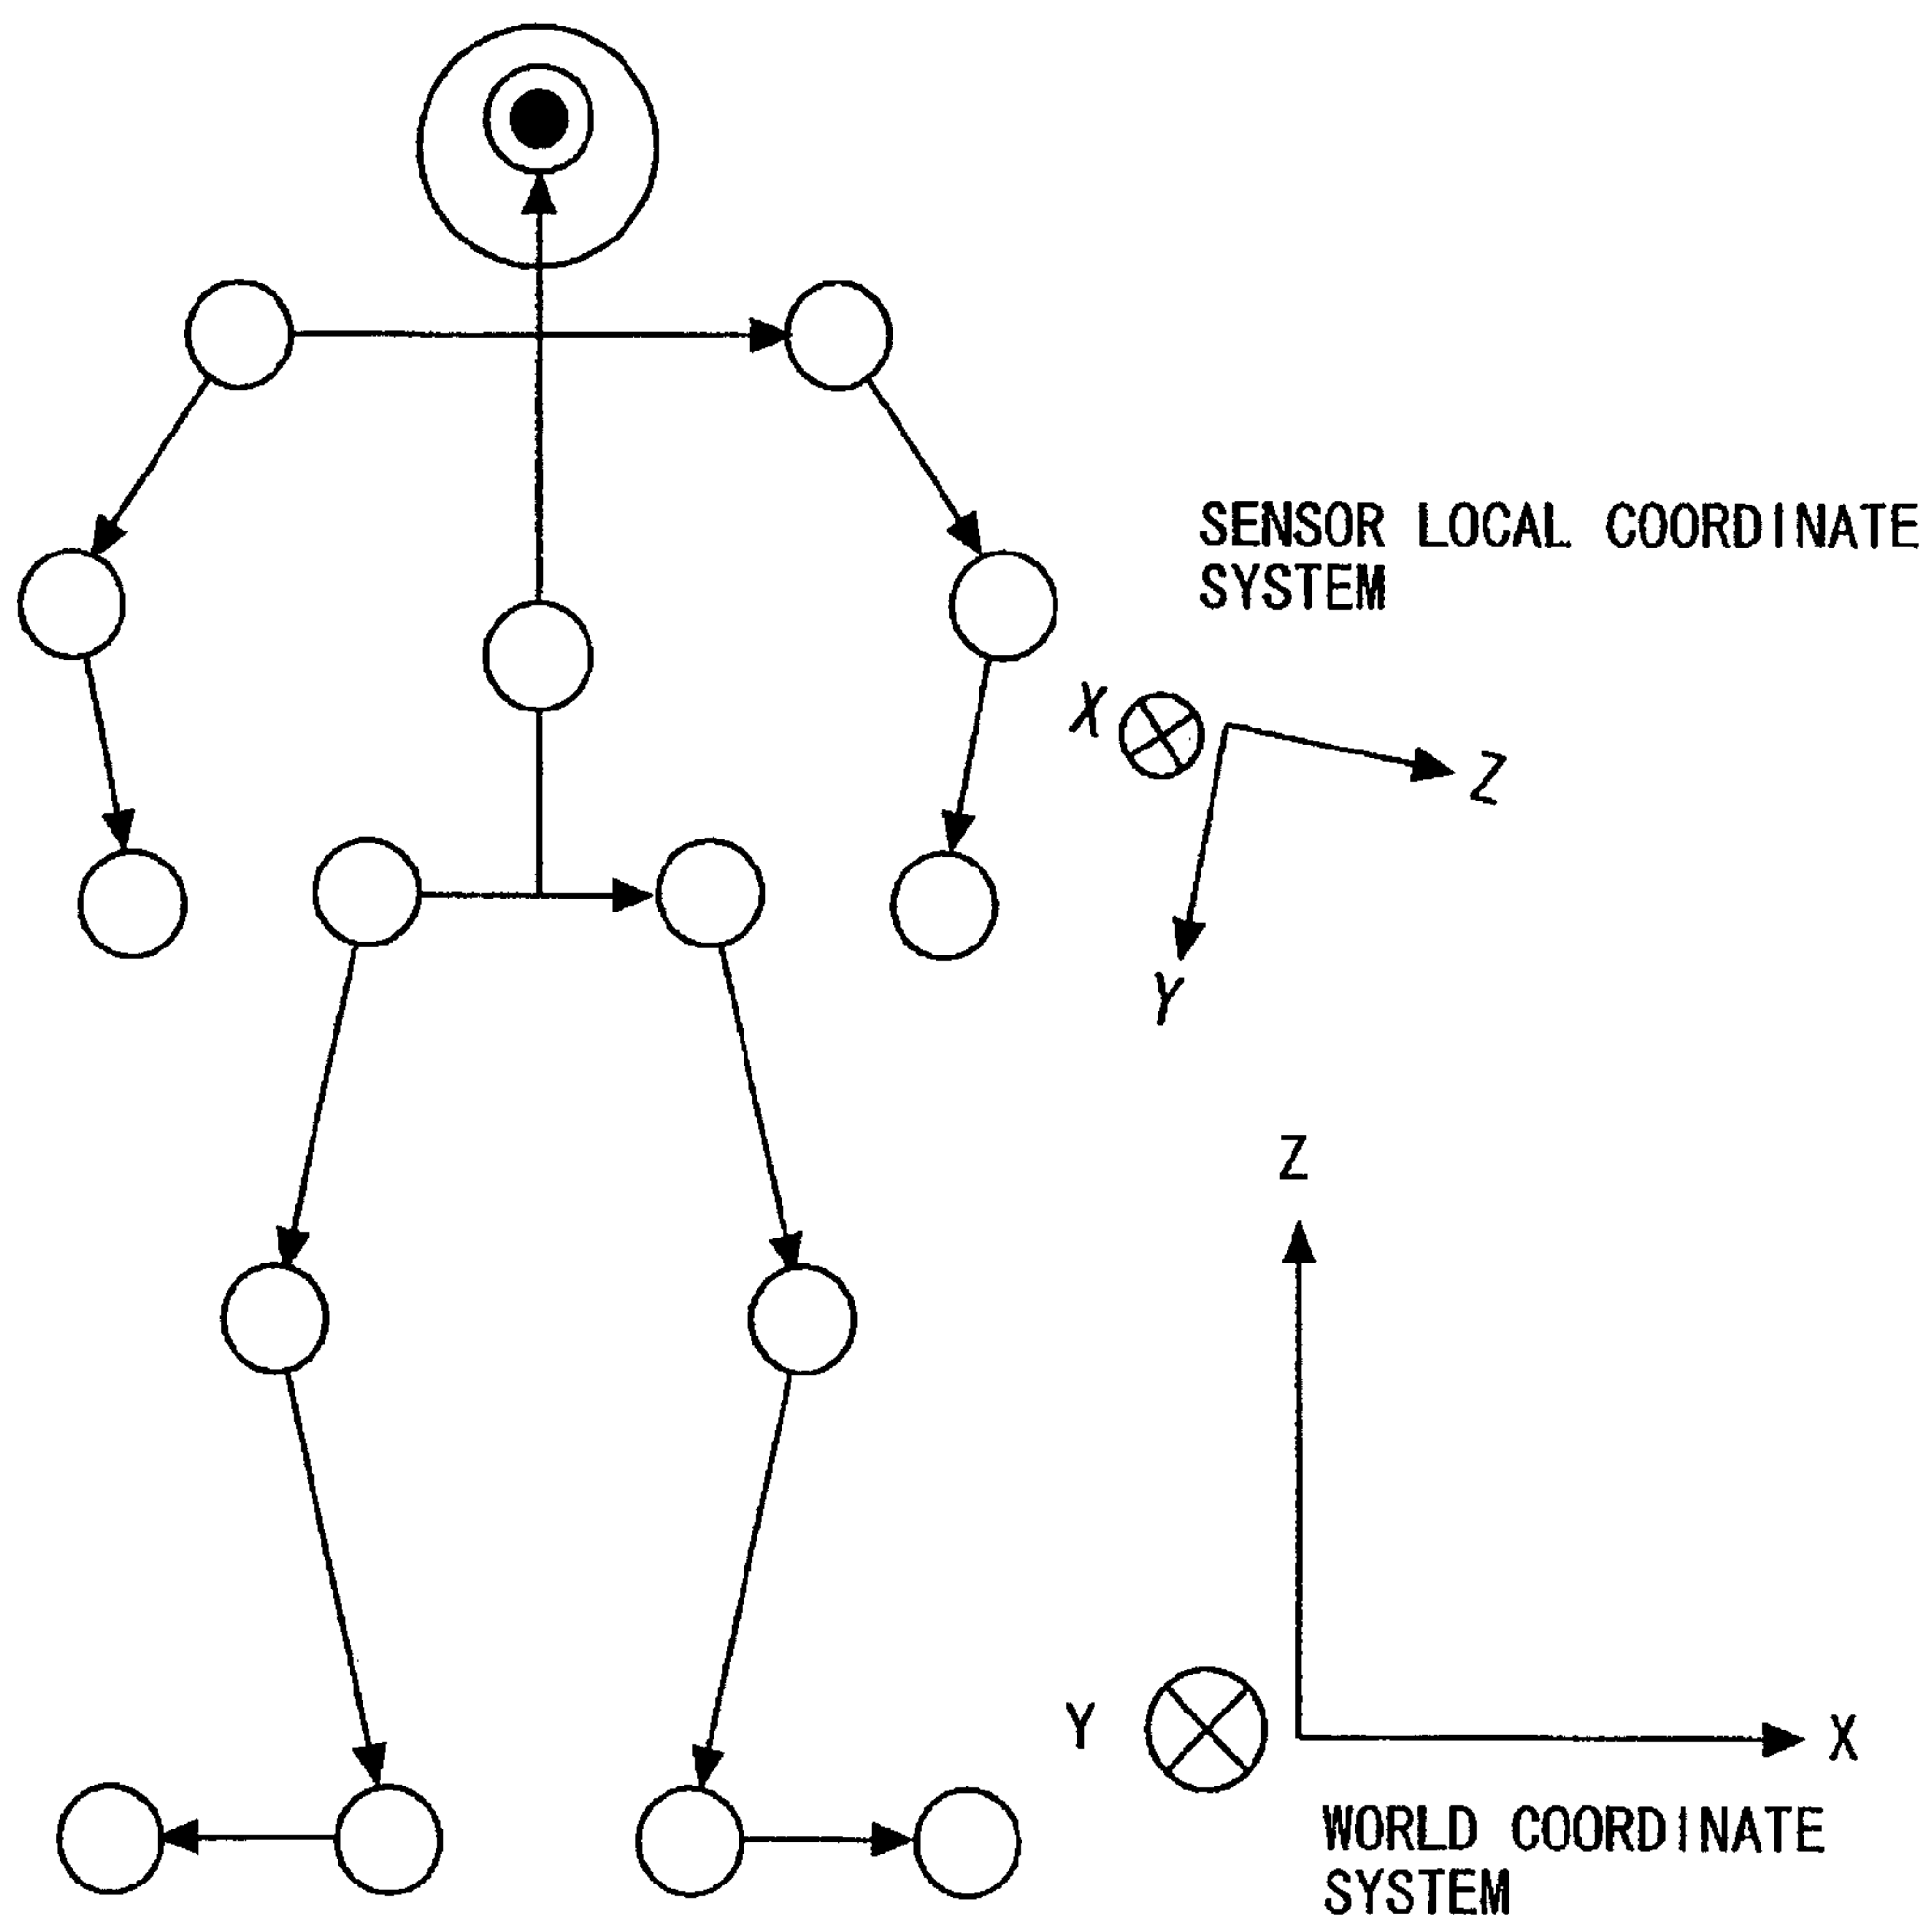 SENSOR LOCAL COORDINATE
SYSTEM
X
Z
Y
Z
Y
X
WORLD COORDINATE
SYSTEM